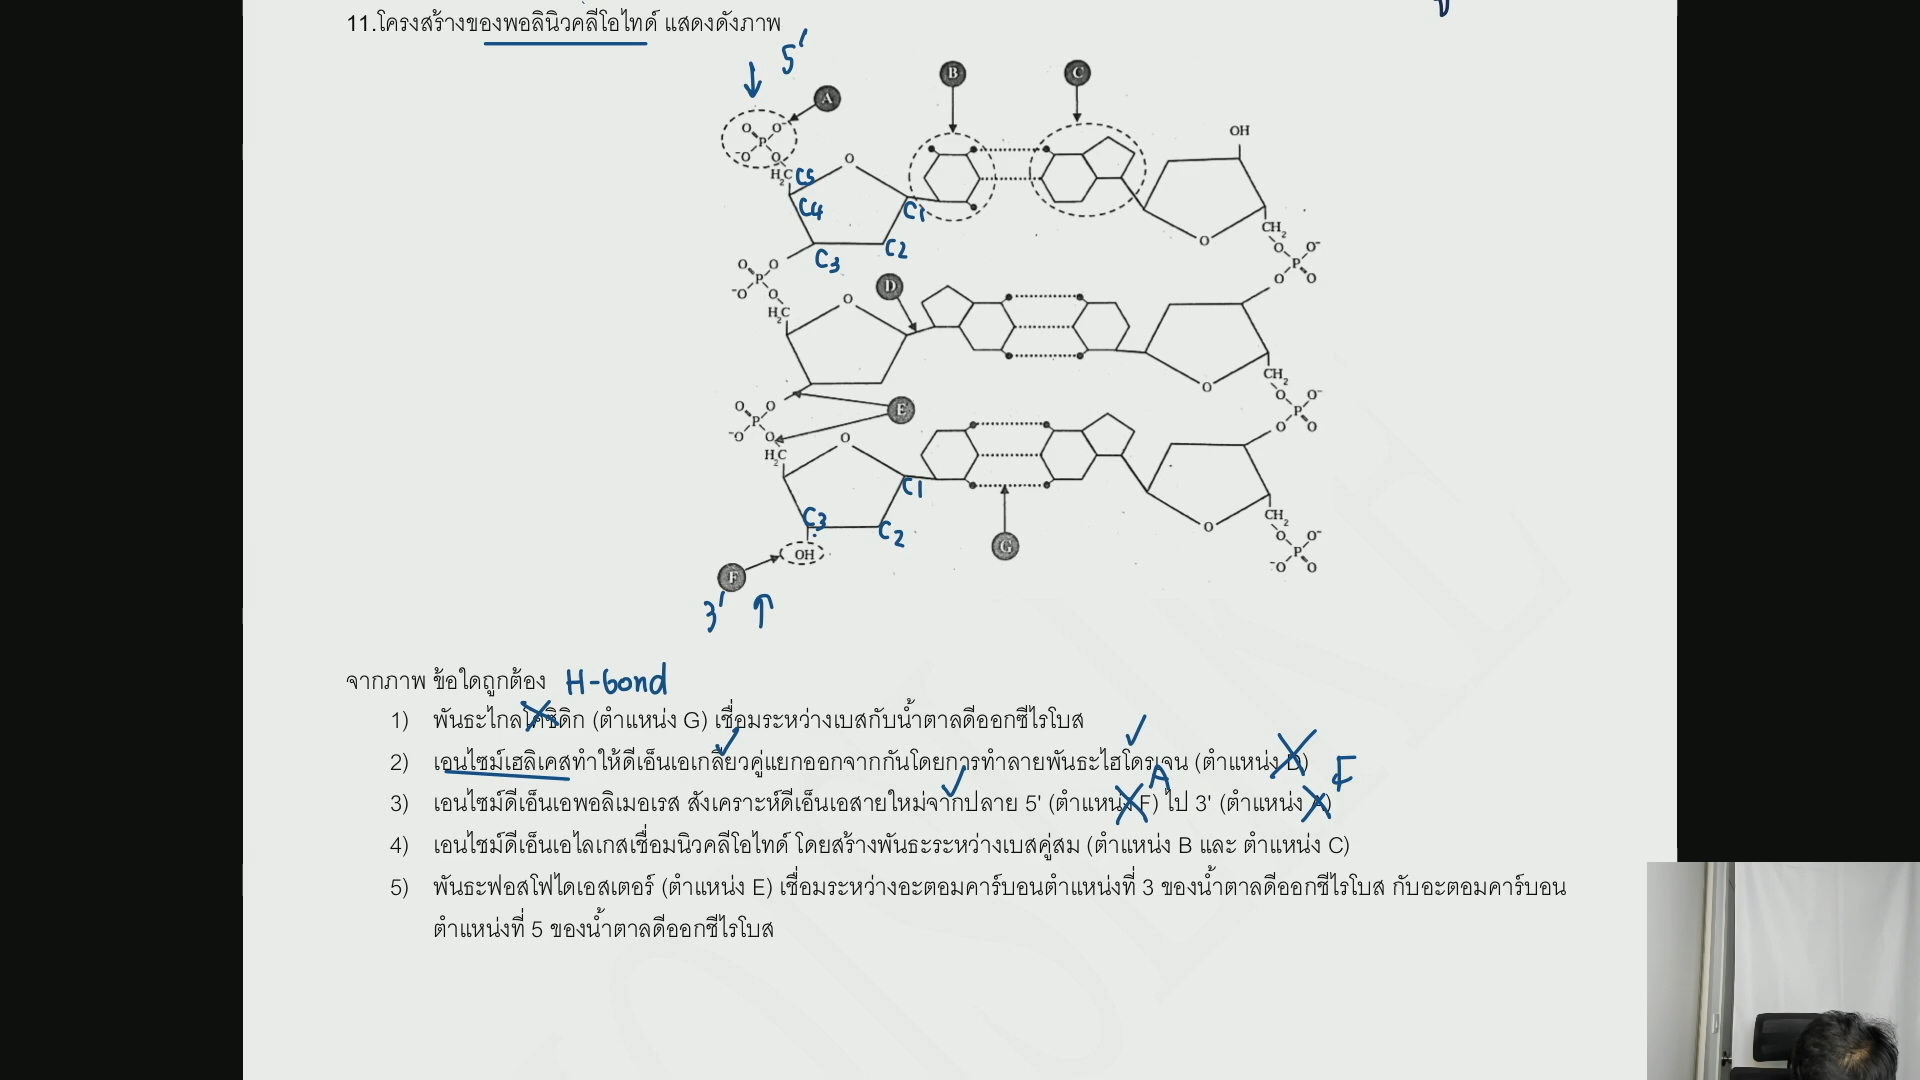 11.โครงสร้างของพอลินิวคลีโอไทด์ แสดงดังภาพ
5'
A
B
C
O O⁻
P
⁻O O
H₂C C5
O
C4
C1
C3
C2
OH
O
CH₂
O O⁻
P
O O
O O
P
⁻O O
H₂C
O
D
O
CH₂
O O⁻
P
O O
O O
P
⁻O O
H₂C
E
O
C1
C3
C2
OH
F
3'
G
O
CH₂
O O⁻
P
⁻O O
จากภาพ ข้อใดถูกต้อง H-bond
1) พันธะไกลโคซิดิก (ตำแหน่ง G) เชื่อมระหว่างเบสกับน้ำตาลดีออกซีไรโบส
2) เอนไซม์เฮลิเคสทำให้ดีเอ็นเอเกลียวคู่แยกออกจากกันโดยการทำลายพันธะไฮโดรเจน (ตำแหน่ง D)
A F
3) เอนไซม์ดีเอ็นเอพอลิเมอเรส สังเคราะห์ดีเอ็นเอสายใหม่จากปลาย 5' (ตำแหน่ง F) ไป 3' (ตำแหน่ง A)
4) เอนไซม์ดีเอ็นเอไลเกสเชื่อมนิวคลีโอไทด์ โดยสร้างพันธะระหว่างเบสคู่สม (ตำแหน่ง B และ ตำแหน่ง C)
5) พันธะฟอสโฟไดเอสเตอร์ (ตำแหน่ง E) เชื่อมระหว่างอะตอมคาร์บอนตำแหน่งที่ 3 ของน้ำตาลดีออกซีไรโบส กับอะตอมคาร์บอน
ตำแหน่งที่ 5 ของน้ำตาลดีออกซีไรโบส